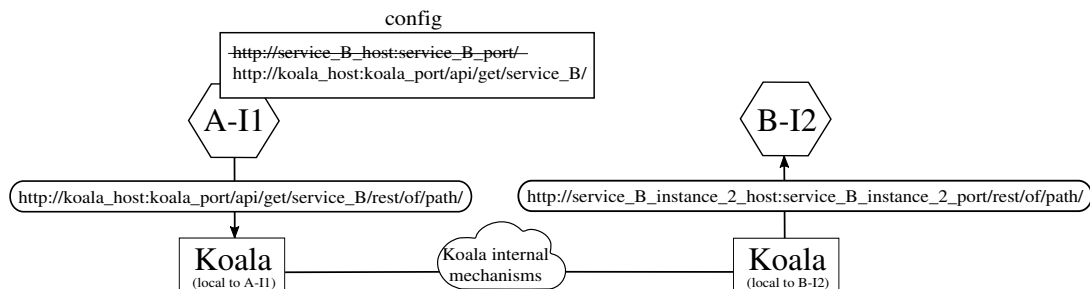 config
http://service_B_host:service_B_port/
http://koala_host:koala_port/api/get/service_B/
A-I1
B-I2
http://koala_host:koala_port/api/get/service_B/rest/of/path/
http://service_B_instance_2_host:service_B_instance_2_port/rest/of/path/
Koala
(local to A-I1)
Koala internal
mechanisms
Koala
(local to B-I2)